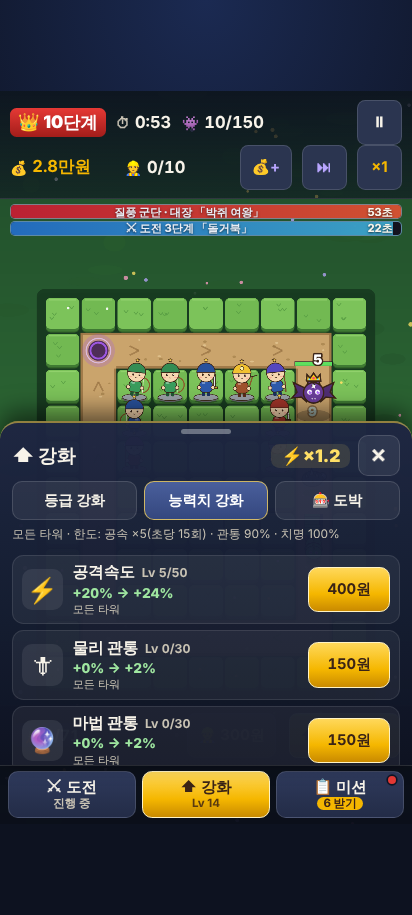 10단계 0:53 10/150
2.8만원 0/10 + ×1
질풍 군단 · 대장 「박쥐 여왕」 53초
도전 3단계 「돌거북」 22초
5
9
강화 ×1.2 ×
등급 강화 능력치 강화 도박
모든 타워 · 한도: 공속 ×5(초당 15회) · 관통 90% · 치명 100%
공격속도 Lv 5/50
+20% → +24%
모든 타워
400원
물리 관통 Lv 0/30
+0% → +2%
모든 타워
150원
마법 관통 Lv 0/30
+0% → +2%
모든 타워
150원
도전 강화 미션
진행 중 Lv 14 6 받기